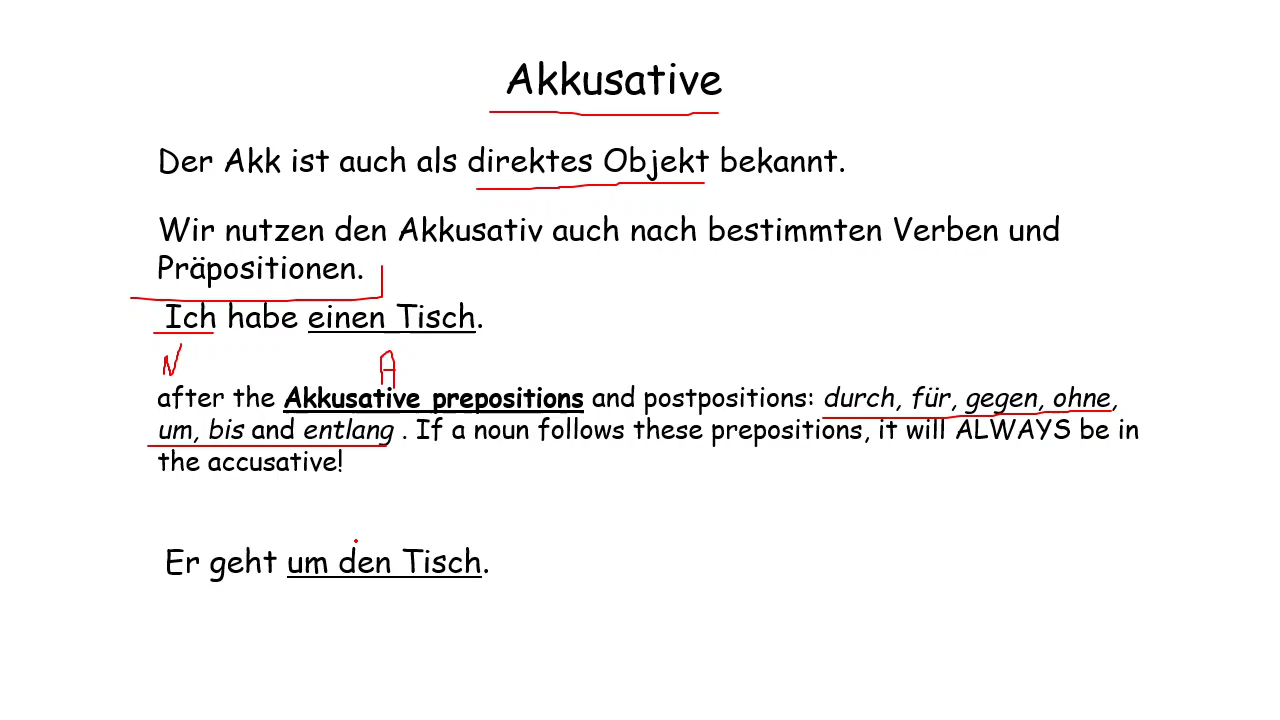 Akkusative
Der Akk ist auch als direktes Objekt bekannt.
Wir nutzen den Akkusativ auch nach bestimmten Verben und
Präpositionen.
Ich habe einen Tisch.
N A
after the Akkusative prepositions and postpositions: durch, für, gegen, ohne,
um, bis and entlang . If a noun follows these prepositions, it will ALWAYS be in
the accusative!
Er geht um den Tisch.